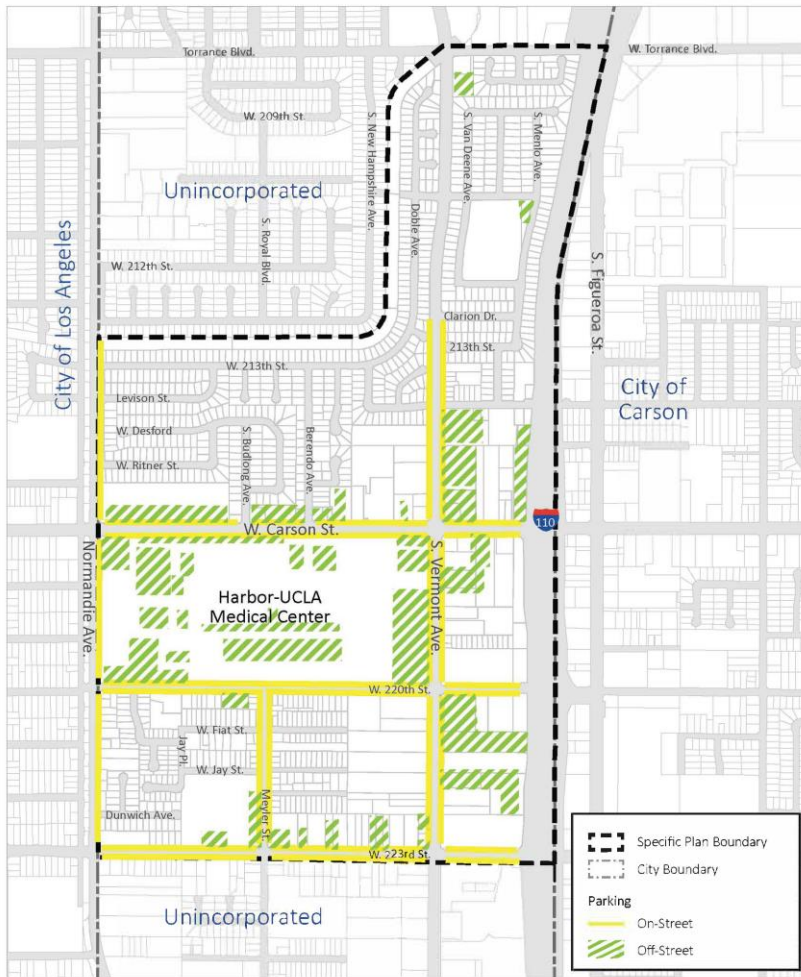 Torrance Blvd.
W. Torrance Blvd.
W. 209th St.
S. New Hampshire Ave.
S. Van Deene Ave.
S. Menlo Ave.
Unincorporated
S. Royal Blvd.
Doble Ave.
City of Los Angeles
W. 212th St.
S. Figueroa St.
Clarion Dr.
213th St.
W. 213th St.
City of
Carson
Levison St.
W. Desford
S. Budlong Ave.
Berendo Ave.
W. Ritner St.
W. Carson St.
110
Normandie Ave.
Harbor-UCLA
Medical Center
S. Vermont Ave.
W. 220th St.
W. Fiat St.
Jay Pl.
W. Jay St.
Meyler St.
Dunwich Ave.
W. 223rd St.
Unincorporated
Specific Plan Boundary
City Boundary
Parking
On-Street
Off-Street